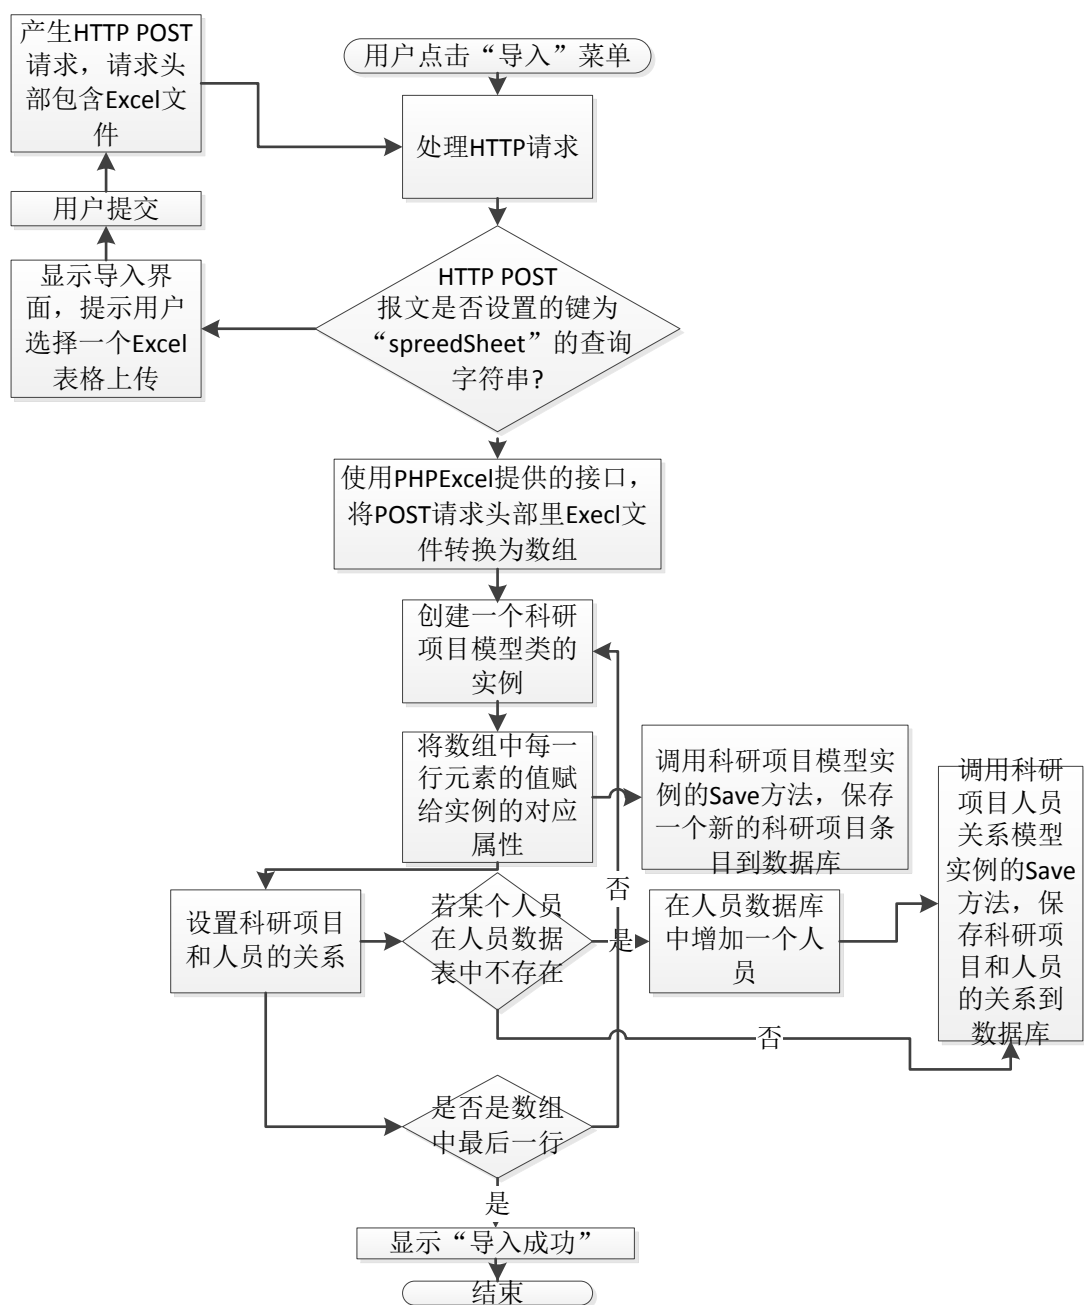 产生HTTP POST
请求，请求头
部包含Excel文
件
用户点击“导入”菜单
处理HTTP请求
用户提交
显示导入界
面，提示用户
选择一个Excel
表格上传
HTTP POST
报文是否设置的键为
“spreedSheet”的查询
字符串?
使用PHPExcel提供的接口，
将POST请求头部里Execl文
件转换为数组
创建一个科研
项目模型类的
实例
将数组中每一
行元素的值赋
给实例的对应
属性
调用科研项目模型实
例的Save方法，保存
一个新的科研项目条
目到数据库
调用科研
项目人员
关系模型
实例的Save
方法，保
存科研项
目和人员
的关系到
数据库
否
设置科研项目
和人员的关系
若某个人员
在人员数据
表中不存在
是
在人员数据库
中增加一个人
员
否
是否是数组
中最后一行
是
显示“导入成功”
结束